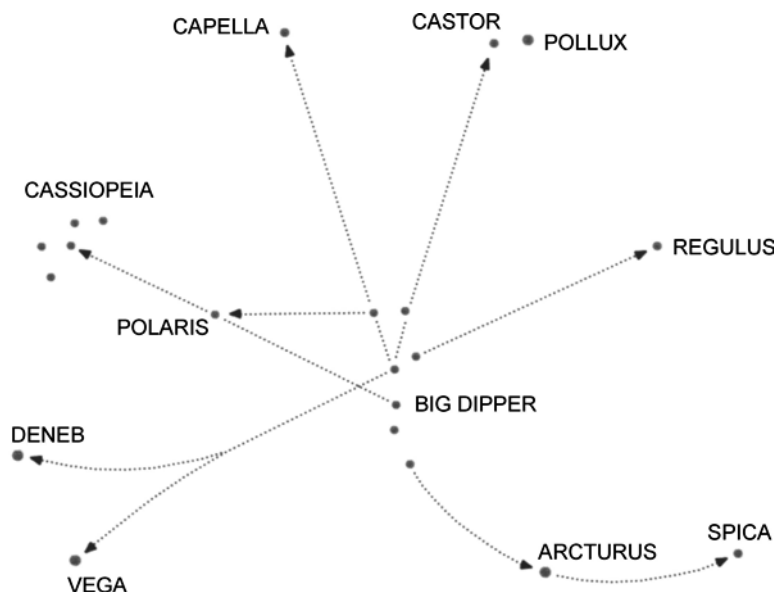 CAPELLA
CASTOR
POLLUX
CASSIOPEIA
REGULUS
POLARIS
BIG DIPPER
DENEB
SPICA
ARCTURUS
VEGA